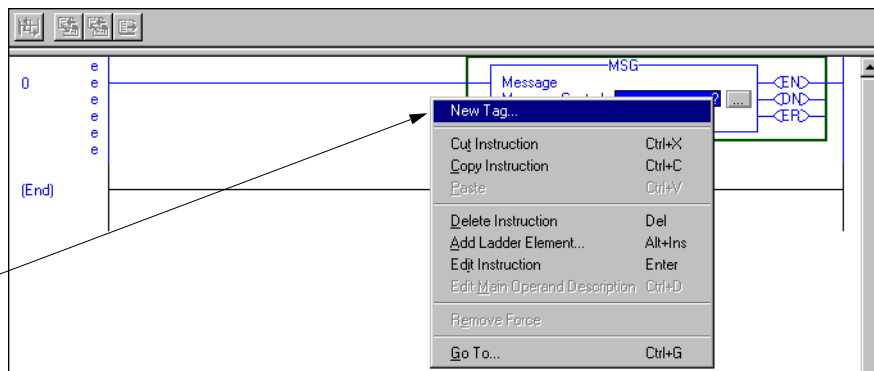 MSG
e
0 e Message EN
e ? ... DN
e ER
e
e
New Tag...
Cut Instruction Ctrl+X
Copy Instruction Ctrl+C
Paste Ctrl+V
(End)
Delete Instruction Del
Add Ladder Element... Alt+Ins
Edit Instruction Enter
Edit Main Operand Description Ctrl+D
Remove Force
Go To... Ctrl+G